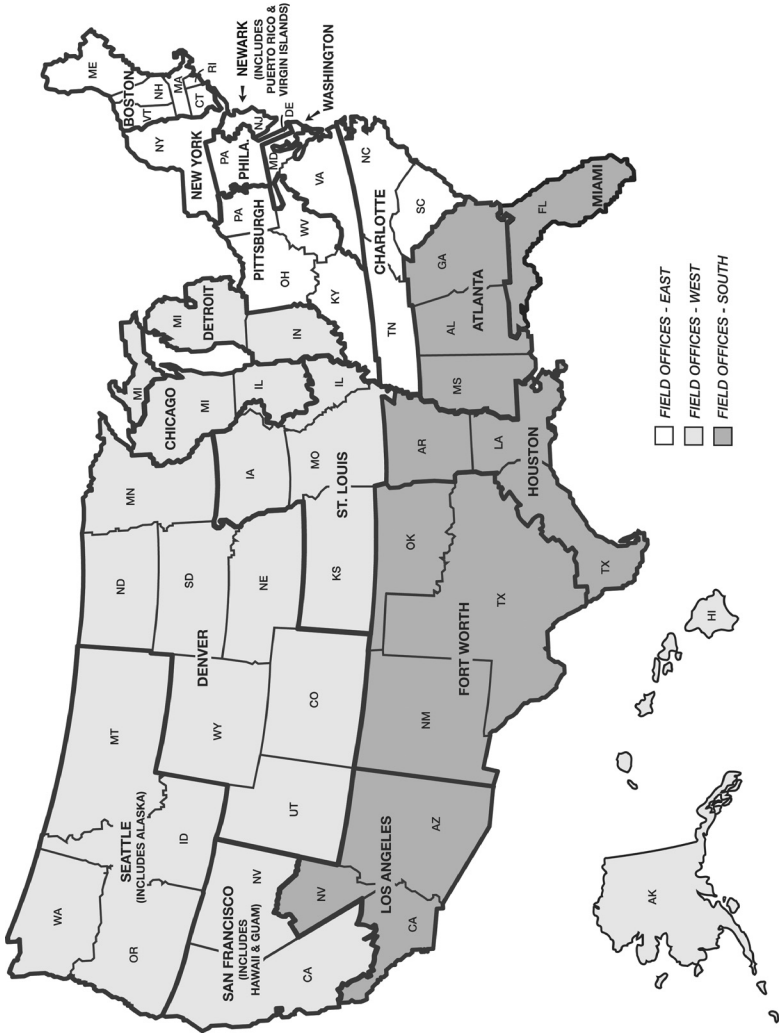 WA
MT
ND
MN
MI
MI
ME
SEATTLE
(INCLUDES ALASKA)
OR
ID
WY
SD
DENVER
NE
IA
CHICAGO
MI
IL
IL
DETROIT
IN
OH
NY
VT
NH
BOSTON
MA
CT
RI
NEW YORK
PA
PHILA.
NJ
NEWARK
(INCLUDES
PUERTO RICO &
VIRGIN ISLANDS)
PA
PITTSBURGH
MD
DE
WASHINGTON
SAN FRANCISCO
(INCLUDES
HAWAII & GUAM)
NV
CA
UT
CO
KS
MO
ST. LOUIS
KY
WV
VA
NV
LOS ANGELES
CA
AZ
NM
OK
AR
TN
CHARLOTTE
NC
SC
FORT WORTH
TX
TX
HOUSTON
LA
MS
AL
ATLANTA
GA
FL
MIAMI
AK
HI
FIELD OFFICES - EAST
FIELD OFFICES - WEST
FIELD OFFICES - SOUTH